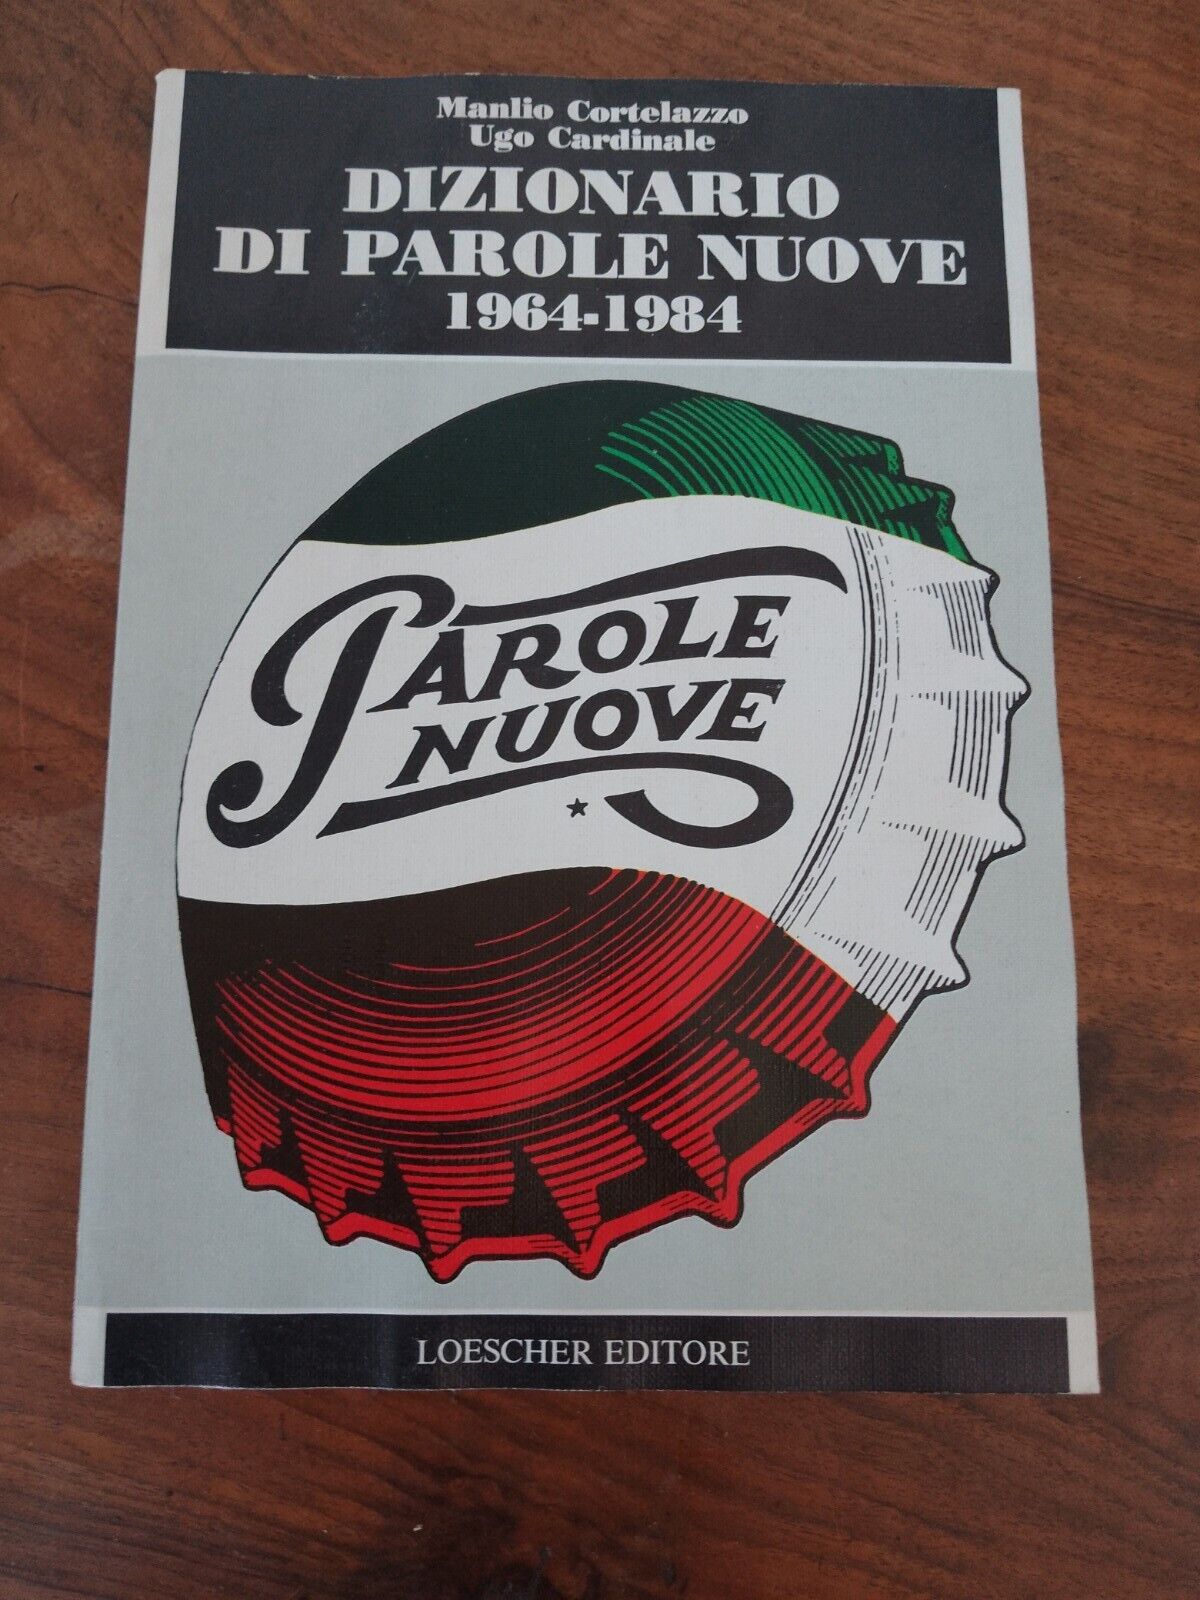 Manlio Cortelazzo
Ugo Cardinale
DIZIONARIO
DI PAROLE NUOVE
1964-1984
PAROLE
NUOVE
LOESCHER EDITORE